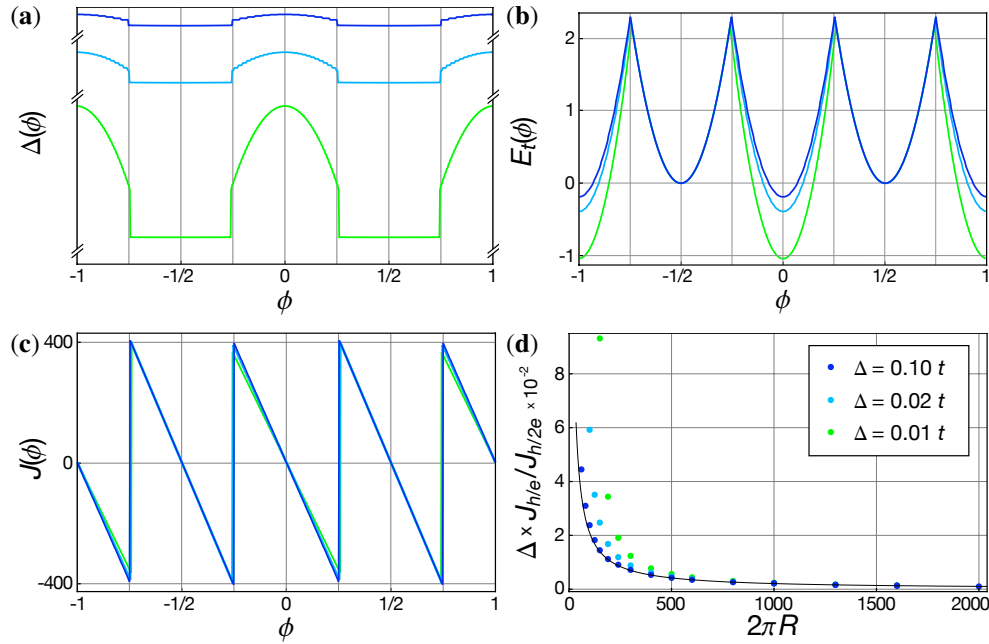 (a)
Δ(ϕ)
-1
-1/2
0
1/2
1
ϕ
(b)
E_t(ϕ)
2
1
0
-1
-1
-1/2
0
1/2
1
ϕ
(c)
J(ϕ)
400
0
-400
-1
-1/2
0
1/2
1
ϕ
(d)
Δ × J_{h/e} / J_{h/2e} × 10^{-2}
8
6
4
2
0
0
500
1000
1500
2000
2πR
Δ = 0.10 t
Δ = 0.02 t
Δ = 0.01 t